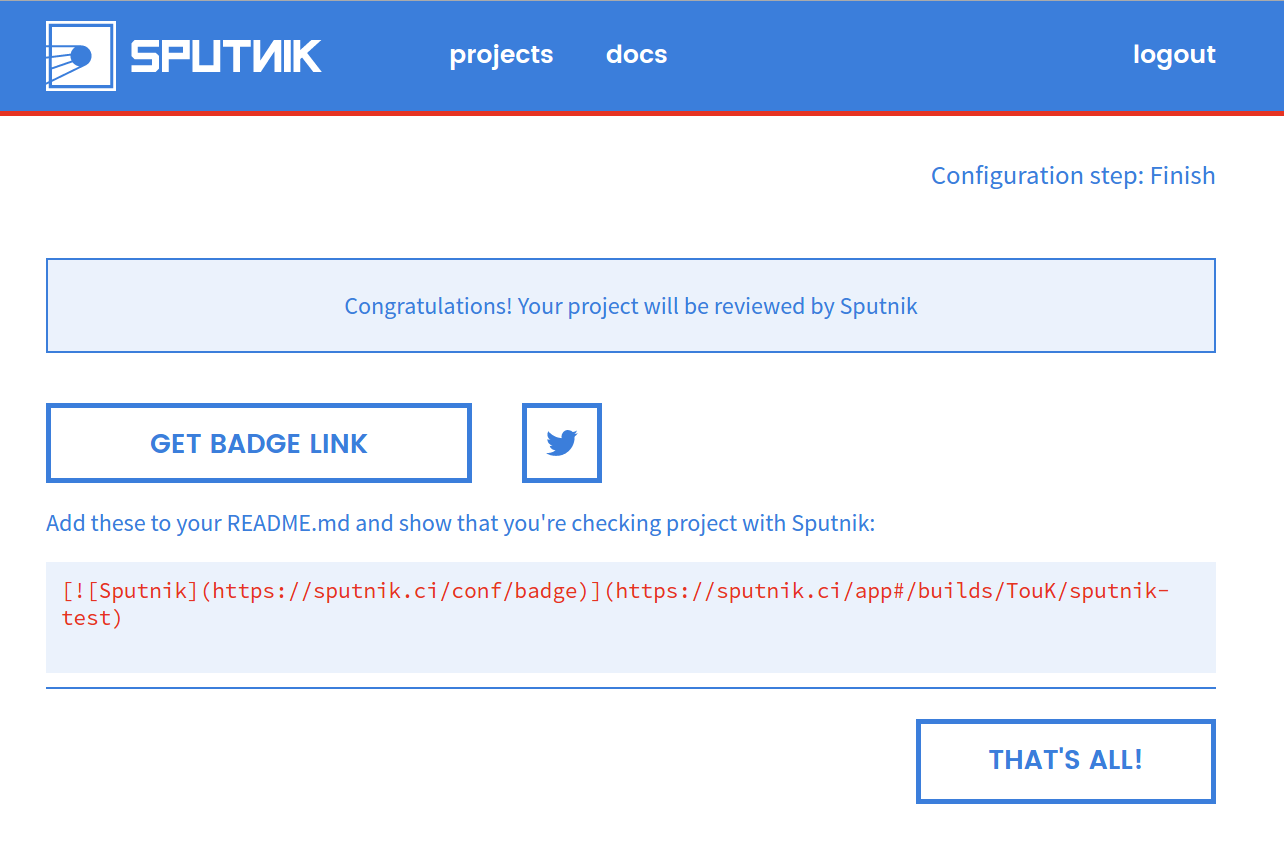 SPUTNIK projects docs logout
Configuration step: Finish
Congratulations! Your project will be reviewed by Sputnik
GET BADGE LINK
Add these to your README.md and show that you're checking project with Sputnik:
[![Sputnik](https://sputnik.ci/conf/badge)](https://sputnik.ci/app#/builds/TouK/sputnik-
test)
THAT'S ALL!